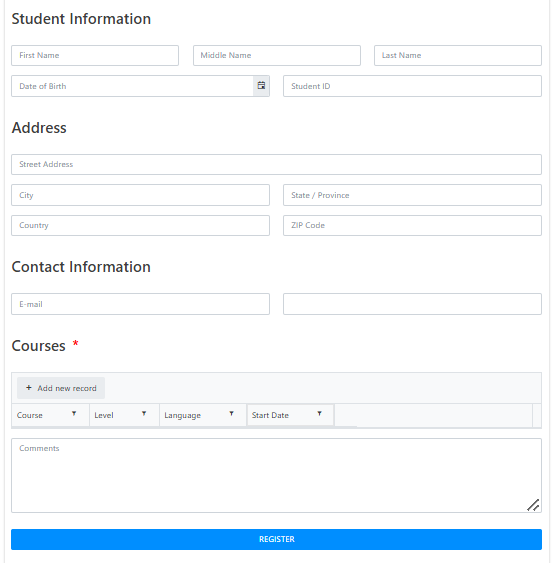 Student Information
First Name Middle Name Last Name
Date of Birth Student ID
Address
Street Address
City State / Province
Country ZIP Code
Contact Information
E-mail
Courses *
+ Add new record
Course Level Language Start Date
Comments
REGISTER